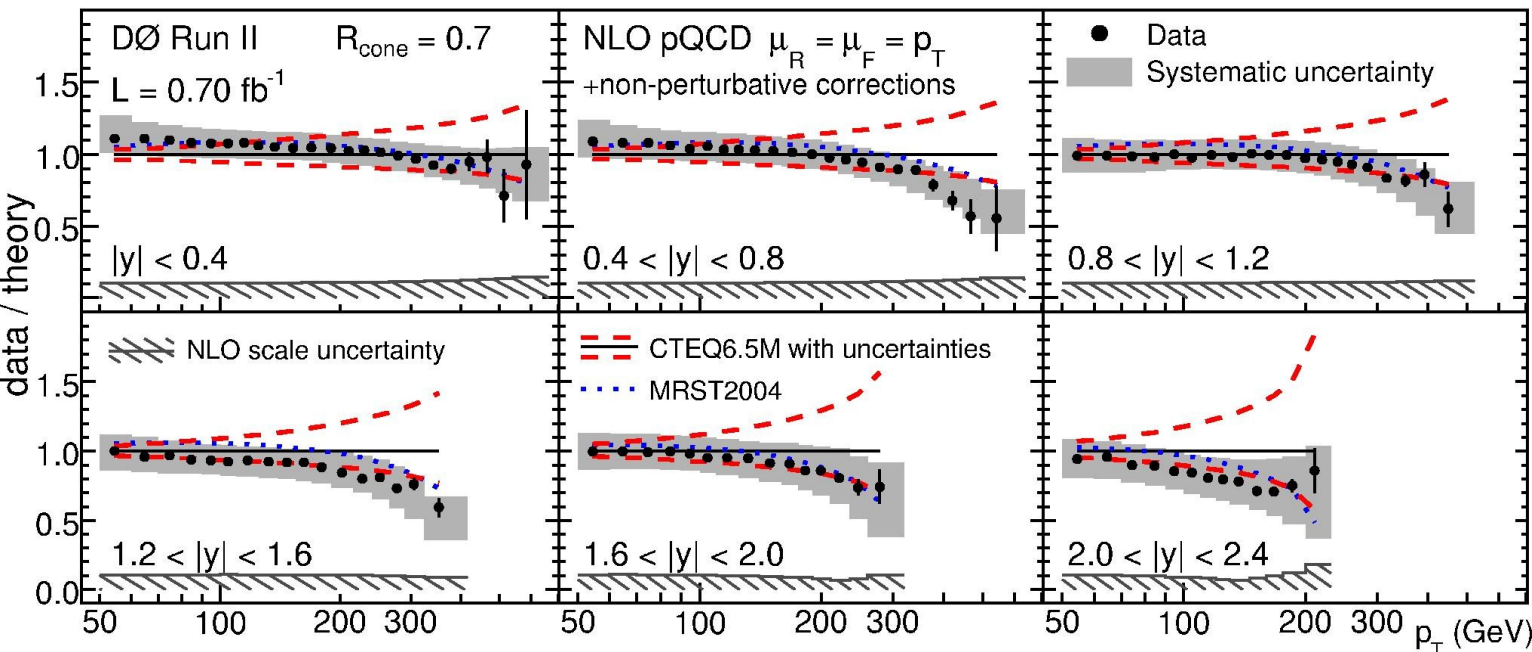 DØ Run II R_cone = 0.7
L = 0.70 fb⁻¹
|y| < 0.4
NLO pQCD μ_R = μ_F = p_T
+non-perturbative corrections
0.4 < |y| < 0.8
Data
Systematic uncertainty
0.8 < |y| < 1.2
1.5
1.0
0.5
data / theory
NLO scale uncertainty
1.2 < |y| < 1.6
CTEQ6.5M with uncertainties
MRST2004
1.6 < |y| < 2.0
2.0 < |y| < 2.4
1.5
1.0
0.5
0.0
50 100 200 300 50 100 200 300 50 100 200 300 p_T (GeV)